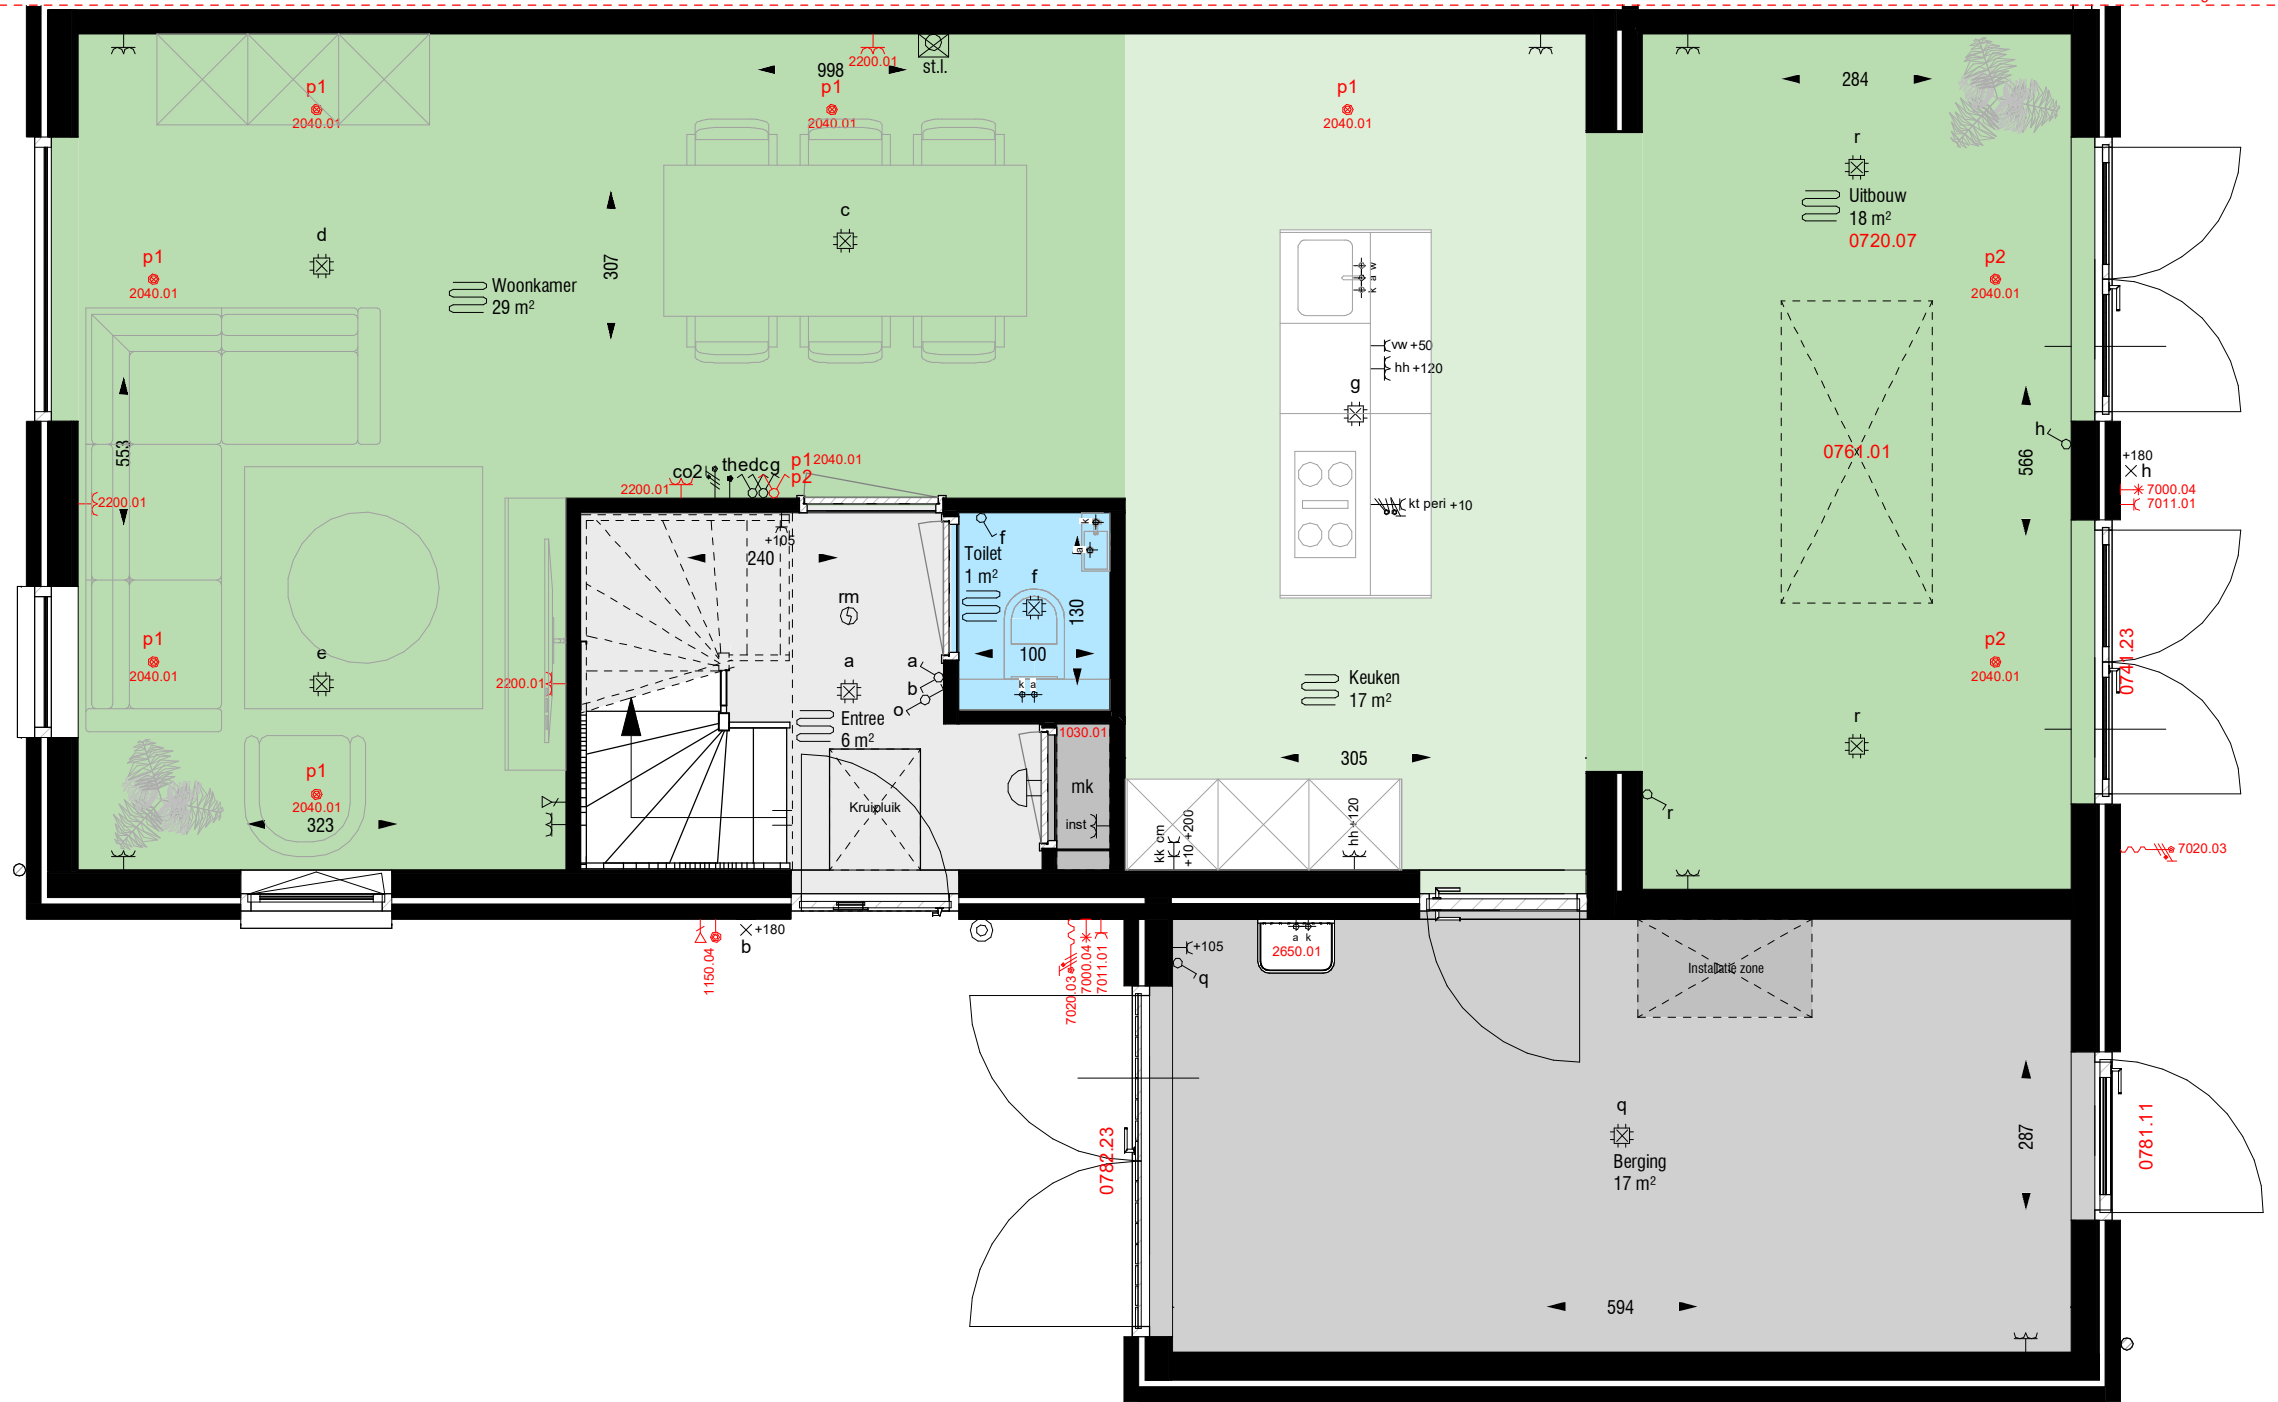 998
2200.01
st.l.
284
p1
2040.01
p1
2040.01
p1
2040.01
r
Uitbouw
18 m²
0720.07
d
c
p1
2040.01
307
Woonkamer
29 m²
k a w
p2
2040.01
vw +50
hh +120
g
553
0761.01
566
h
+180
h
7000.04
7011.01
co2
thedcg
p1 2040.01
p2
2200.01
2200.01
kt peri +10
+105
240
f
Toilet
1 m²
k
a
f
130
100
k a
rm
a
a
b
o
Entree
6 m²
e
p1
2040.01
2200.01
Keuken
17 m²
p2
2040.01
0741.23
r
1030.01
mk
inst
305
p1
2040.01
323
Kruipluik
kk cm
+10 +200
hh +120
r
7020.03
+180
b
1150.04
7020.03
7000.04
7011.01
+105
q
a k
2650.01
Installatie zone
q
Berging
17 m²
287
0782.23
0781.11
594